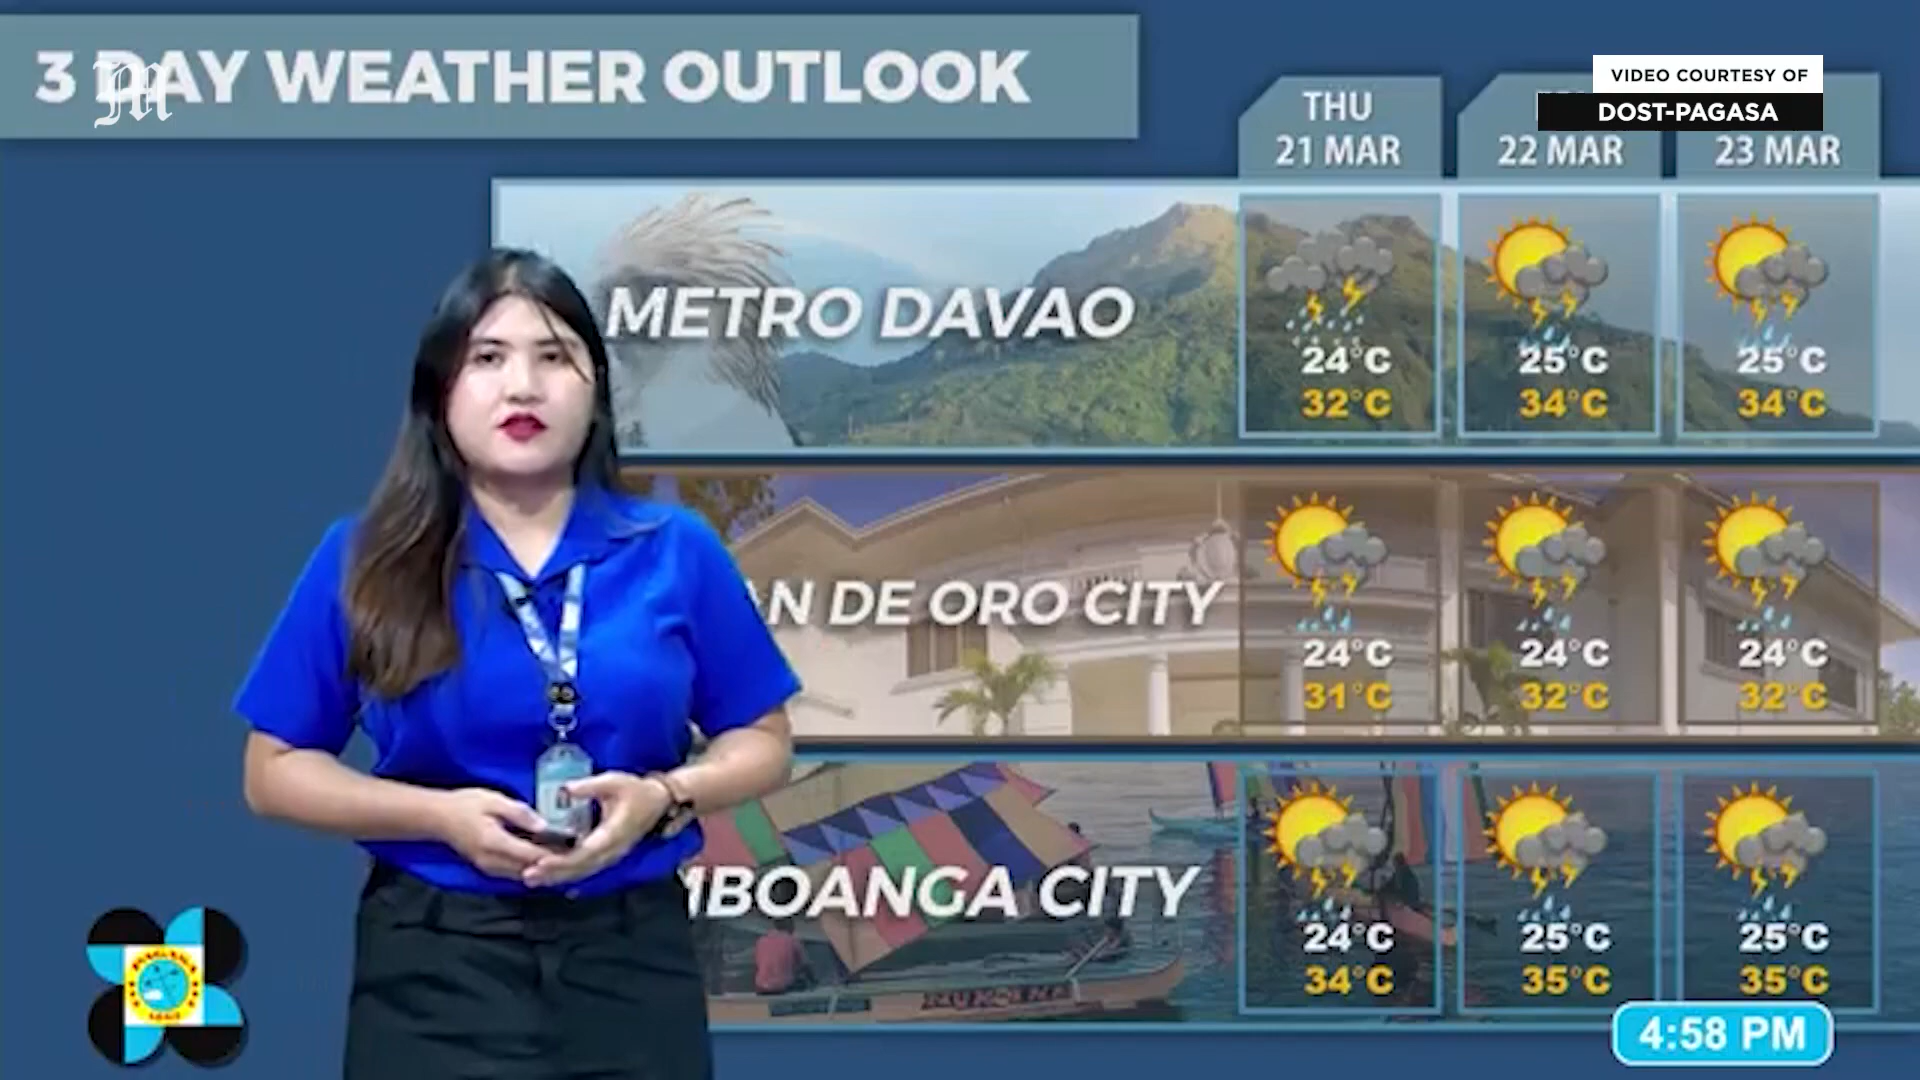 3 DAY WEATHER OUTLOOK
M
VIDEO COURTESY OF
DOST-PAGASA
THU
21 MAR
22 MAR
23 MAR
METRO DAVAO
24°C
32°C
25°C
34°C
25°C
34°C
AN DE ORO CITY
24°C
31°C
24°C
32°C
24°C
32°C
MBOANGA CITY
24°C
34°C
25°C
35°C
25°C
35°C
4:58 PM